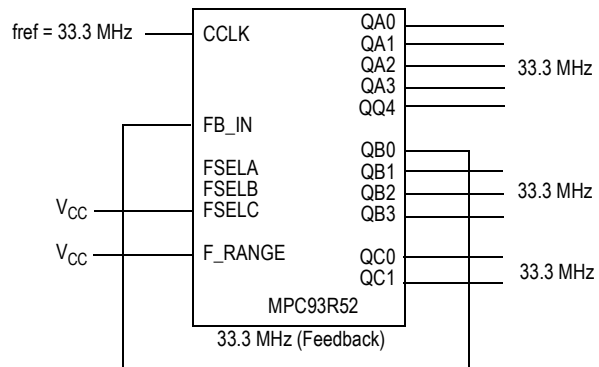 fref = 33.3 MHz
CCLK
QA0
QA1
QA2
QA3
QQ4
33.3 MHz
FB_IN
QB0
QB1
QB2
QB3
33.3 MHz
FSELA
FSELB
VCC
FSELC
VCC
F_RANGE
QC0
QC1
33.3 MHz
MPC93R52
33.3 MHz (Feedback)